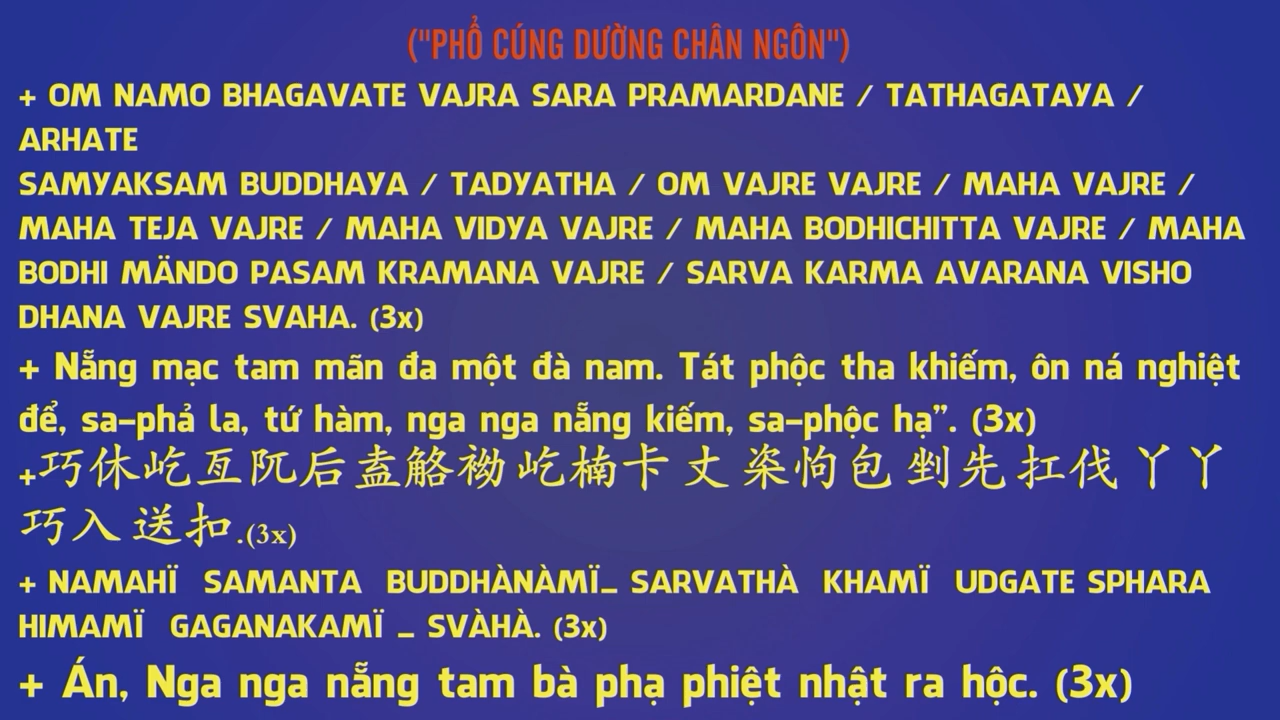 ("PHỔ CÚNG DƯỜNG CHÂN NGÔN")
+ OM NAMO BHAGAVATE VAJRA SARA PRAMARDANE / TATHAGATAYA /
ARHATE
SAMYAKSAM BUDDHAYA / TADYATHA / OM VAJRE VAJRE / MAHA VAJRE /
MAHA TEJA VAJRE / MAHA VIDYA VAJRE / MAHA BODHICHITTA VAJRE / MAHA
BODHI MÄNDO PASAM KRAMANA VAJRE / SARVA KARMA AVARANA VISHO
DHANA VAJRE SVAHA. (3x)
+ Nẵng mạc tam mãn đa một đà nam. Tát phộc tha khiếm, ôn ná nghiệt
để, sa-phả la, tứ hàm, nga nga nẵng kiếm, sa-phộc hạ”. (3x)
+巧休屹亙阢后盍觡袎屹楠卡丈 恀怐包 剉先扛伐 丫丫
巧入送扣.(3x)
+ NAMAHÏ SAMANTA BUDDHÀNÀMÏ_ SARVATHÀ KHAMÏ UDGATE SPHARA
HIMAMÏ GAGANAKAMÏ _ SVÀHÀ. (3x)
+ Án, Nga nga nẵng tam bà phạ phiệt nhật ra hộc. (3x)